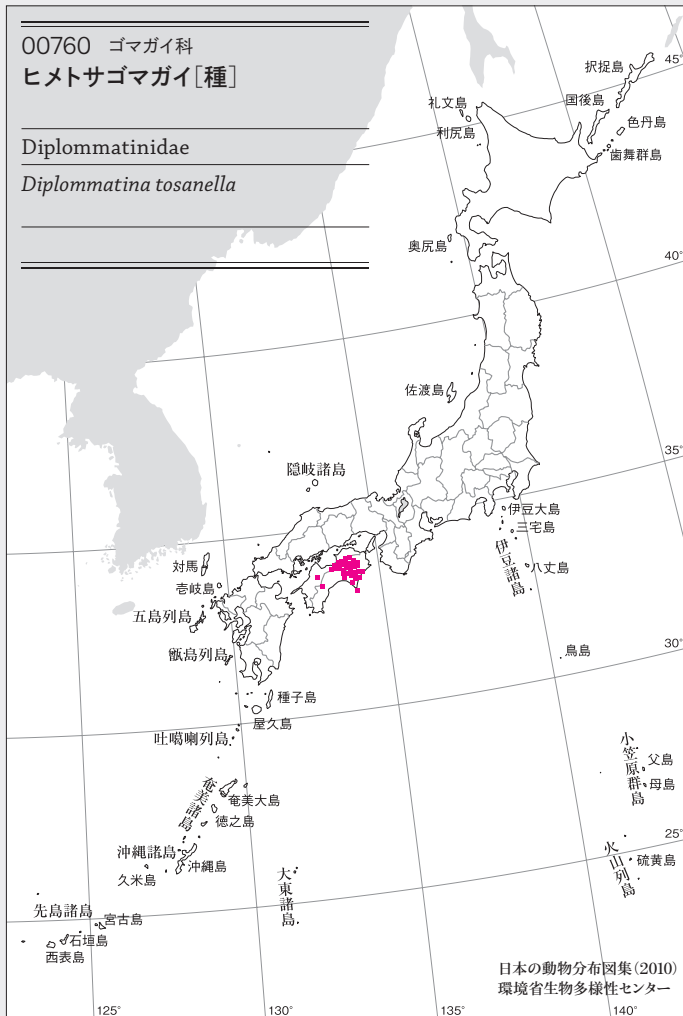 00760 ゴマガイ科
ヒメトサゴマガイ[種]
Diplommatinidae
Diplommatina tosanella
択捉島
45°
礼文島
国後島
色丹島
利尻島
歯舞群島
奥尻島
40°
佐渡島
35°
隠岐諸島
伊豆大島
三宅島
伊豆諸島
八丈島
対馬
壱岐島
五島列島
甑島列島
鳥島
30°
種子島
屋久島
吐噶喇列島
小笠原群島
父島
母島
奄美諸島
奄美大島
徳之島
25°
沖縄諸島
沖縄島
久米島
大東諸島
火山列島
硫黄島
先島諸島
宮古島
石垣島
西表島
日本の動物分布図集(2010)
環境省生物多様性センター
125°
130°
135°
140°